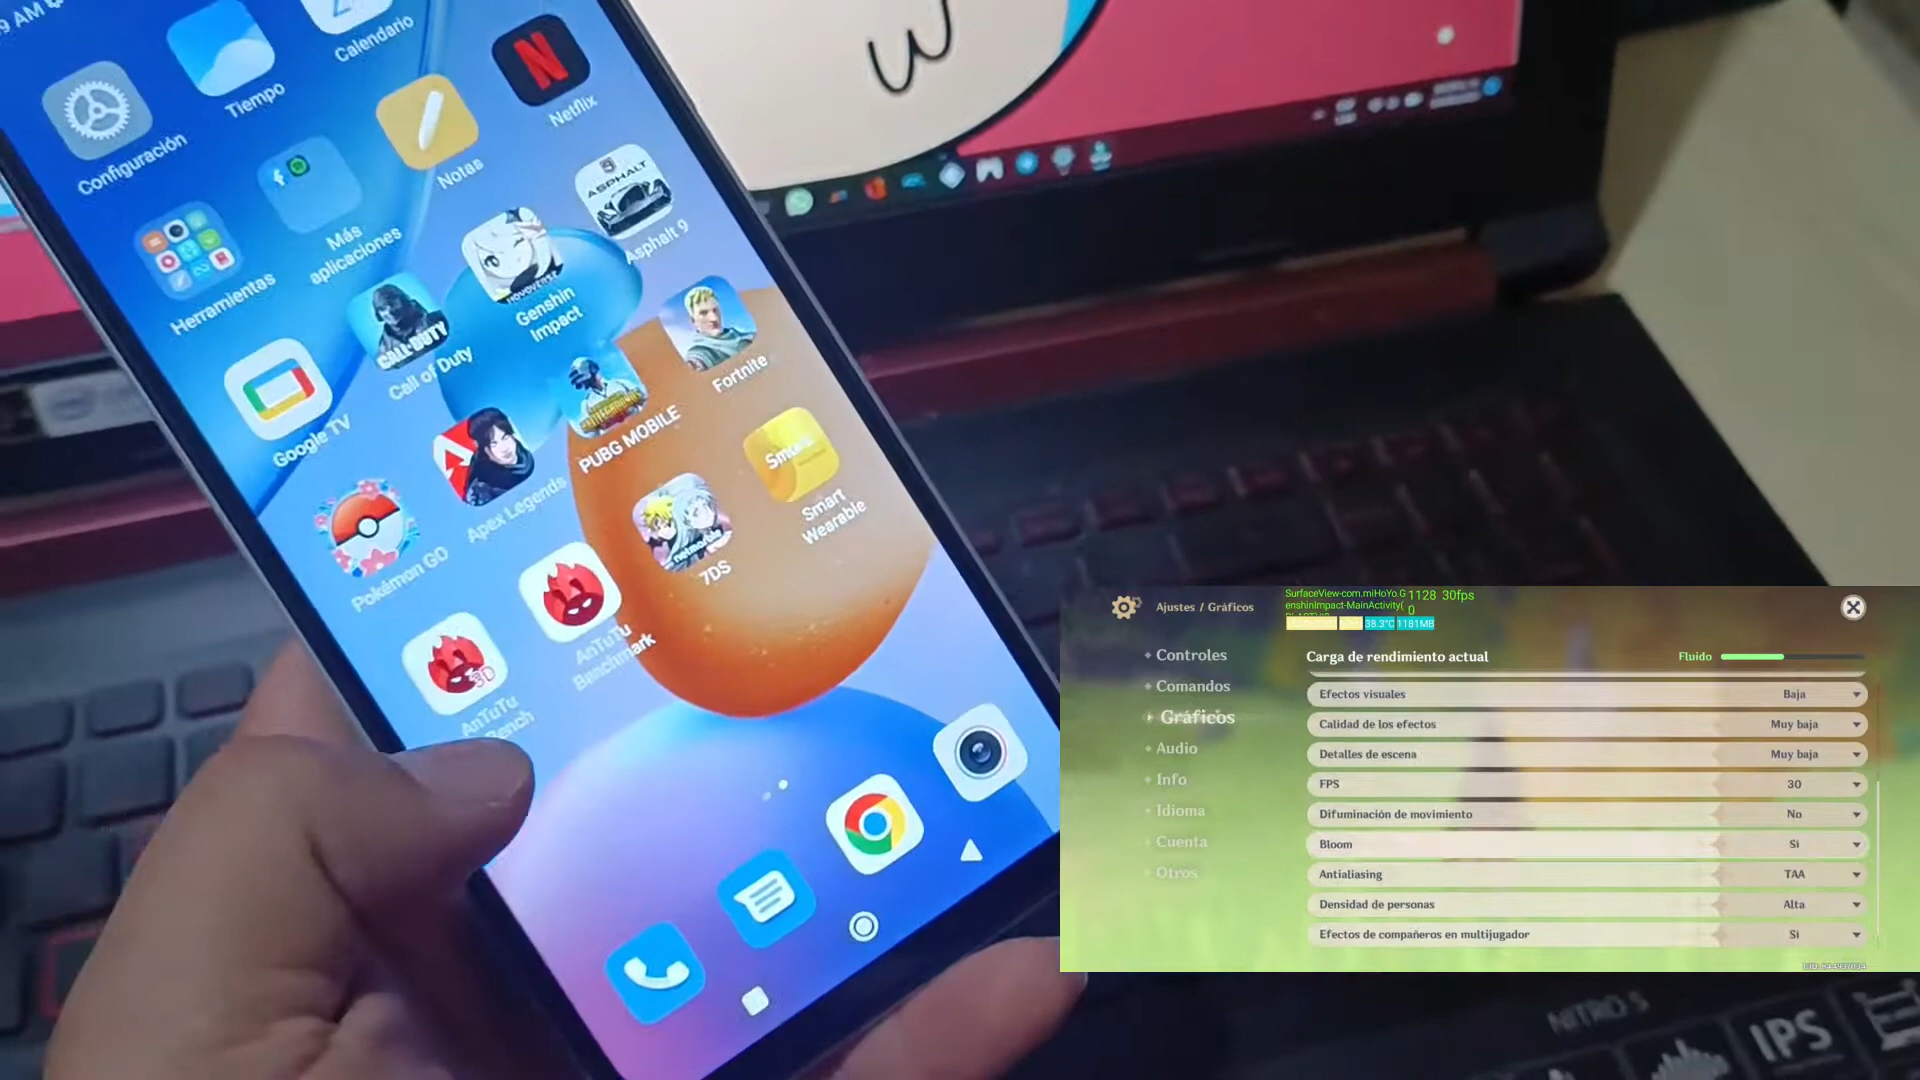 9 AM
Configuración
Tiempo
Calendario
Herramientas
Más
aplicaciones
Notas
N
Netflix
Google TV
CALL·DUTY
Call of Duty
HOYOVERSE
Genshin
Impact
ASPHALT
Asphalt 9
Pokémon GO
Apex Legends
PUBG MOBILE
Fortnite
3D
AnTuTu
Bench
AnTuTu
Benchmark
netmarble
7DS
Smart
Smart
Wearable
NITRO 5
IPS
Ajustes / Gráficos
SurfaceView-com.miHoYo.G
enshinImpact-MainActivity(
1128 30fps
0
38.3°C 1181MB
Controles
Comandos
Gráficos
Audio
Info
Idioma
Cuenta
Otros
Carga de rendimiento actual
Fluido
Efectos visuales Baja
Calidad de los efectos Muy baja
Detalles de escena Muy baja
FPS 30
Difuminación de movimiento No
Bloom Sí
Antialiasing TAA
Densidad de personas Alta
Efectos de compañeros en multijugador Sí